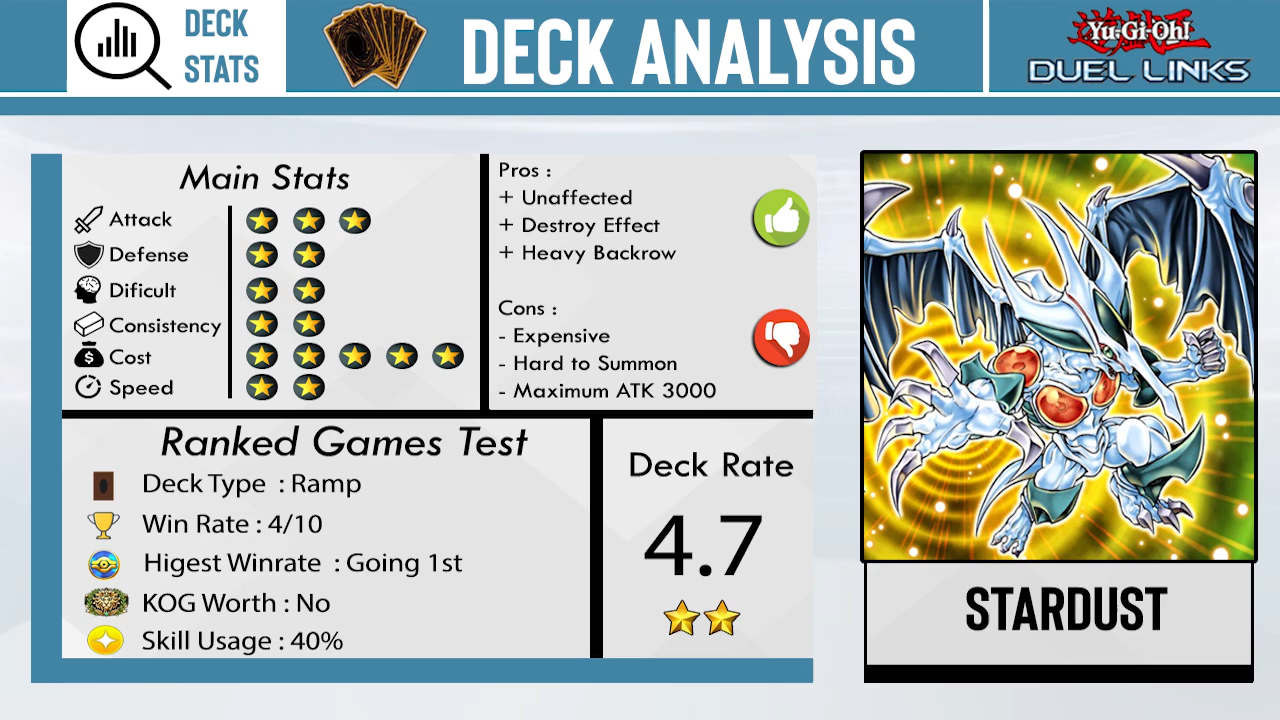 DECK
STATS
DECK ANALYSIS
Yu-Gi-Oh!
DUEL LINKS
Main Stats
Attack
Defense
Dificult
Consistency
Cost
Speed
Pros :
+ Unaffected
+ Destroy Effect
+ Heavy Backrow
Cons :
- Expensive
- Hard to Summon
- Maximum ATK 3000
Ranked Games Test
Deck Type : Ramp
Win Rate : 4/10
Higest Winrate : Going 1st
KOG Worth : No
Skill Usage : 40%
Deck Rate
4.7
STARDUST